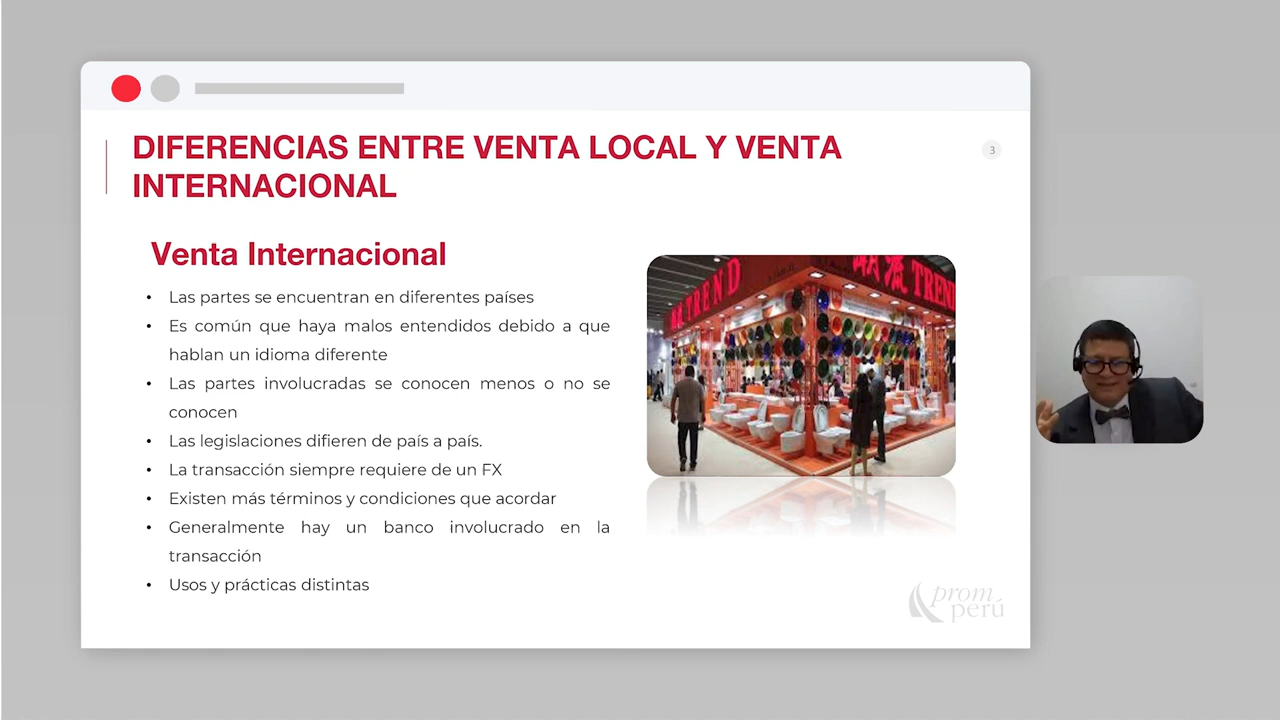 DIFERENCIAS ENTRE VENTA LOCAL Y VENTA
INTERNACIONAL
3
Venta Internacional
• Las partes se encuentran en diferentes países
• Es común que haya malos entendidos debido a que
hablan un idioma diferente
• Las partes involucradas se conocen menos o no se
conocen
• Las legislaciones difieren de país a país.
• La transacción siempre requiere de un FX
• Existen más términos y condiciones que acordar
• Generalmente hay un banco involucrado en la
transacción
• Usos y prácticas distintas
TREND
潮流 TREND
prom
perú